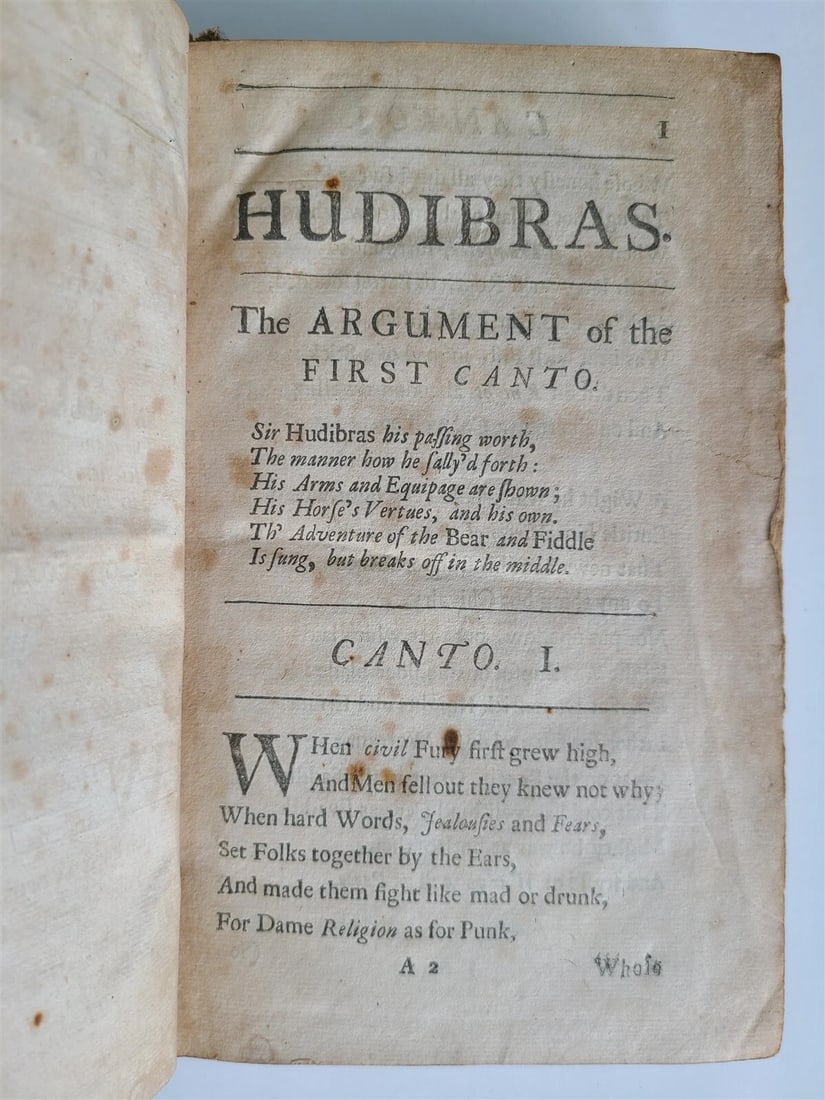 1
HUDIBRAS.
The ARGUMENT of the
FIRST CANTO.
Sir Hudibras his paſſing worth,
The manner how he ſally'd forth:
His Arms and Equipage are ſhown;
His Horſe's Vertues, and his own.
Th' Adventure of the Bear and Fiddle
Is ſung, but breaks off in the middle.
CANTO. I.
WHen civil Fury firſt grew high,
And Men fell out they knew not why;
When hard Words, Jealouſies and Fears,
Set Folks together by the Ears,
And made them fight like mad or drunk,
For Dame Religion as for Punk,
A 2 Whoſe